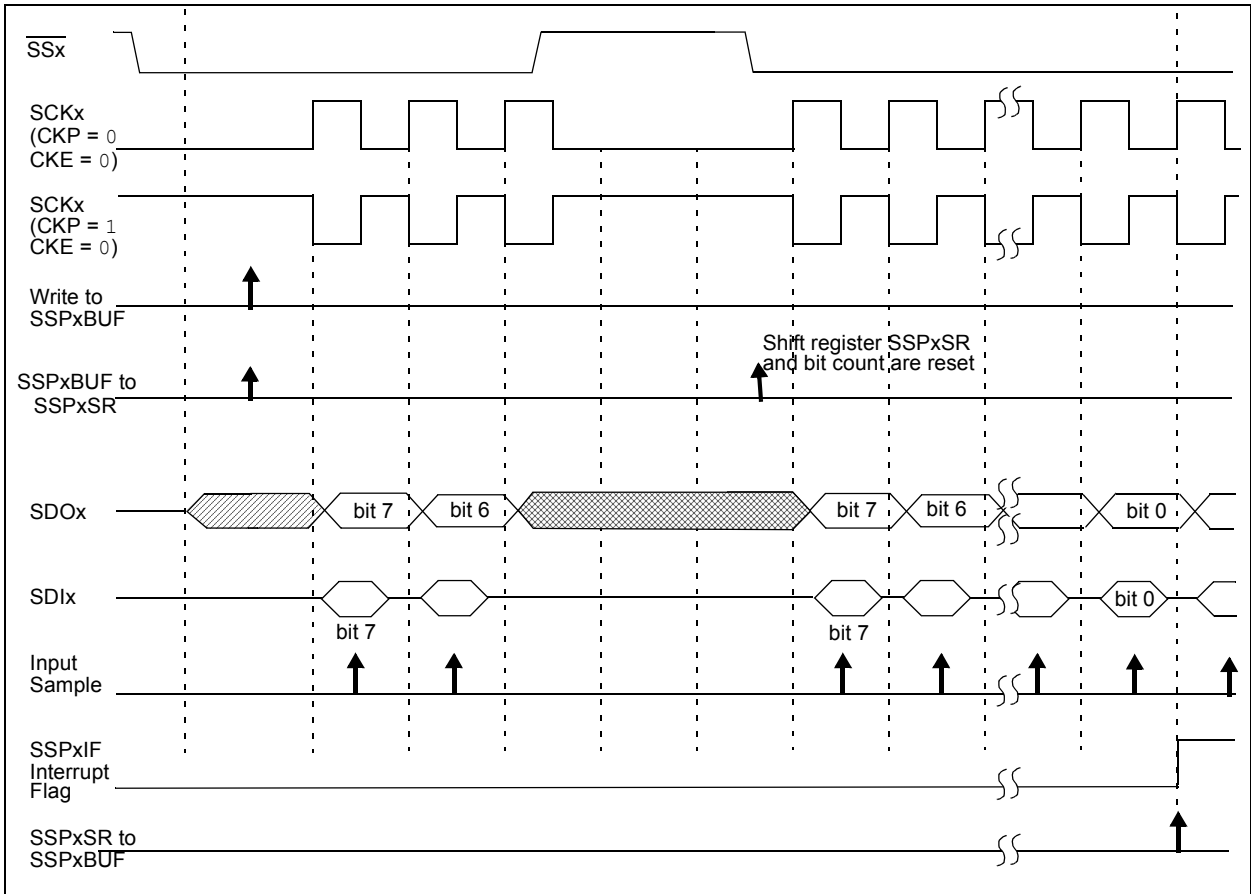 SSx
SCKx
(CKP = 0
CKE = 0)
SCKx
(CKP = 1
CKE = 0)
Write to
SSPxBUF
Shift register SSPxSR
and bit count are reset
SSPxBUF to
SSPxSR
SDOx
bit 7
bit 6
bit 7
bit 6
bit 0
SDIx
bit 0
bit 7
bit 7
Input
Sample
SSPxIF
Interrupt
Flag
SSPxSR to
SSPxBUF